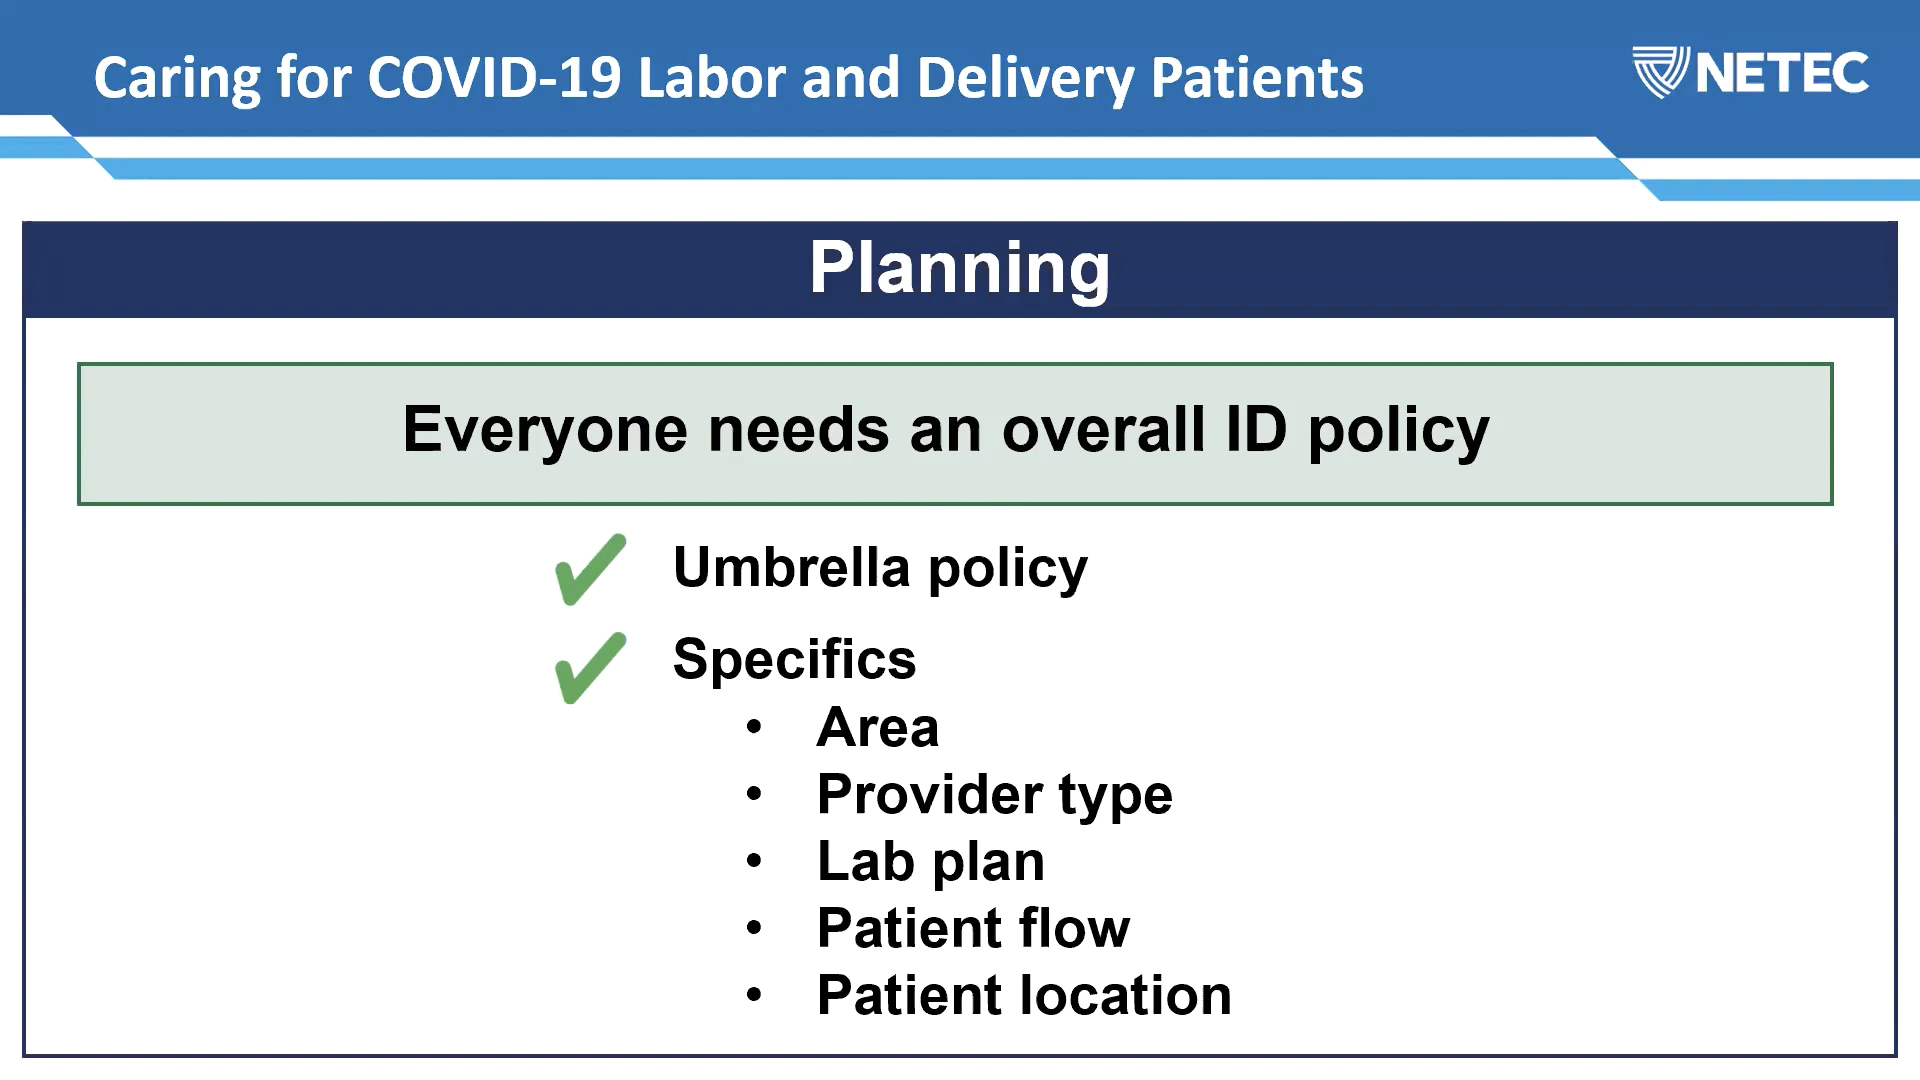 Caring for COVID-19 Labor and Delivery Patients
NETEC
Planning
Everyone needs an overall ID policy
Umbrella policy
Specifics
• Area
• Provider type
• Lab plan
• Patient flow
• Patient location